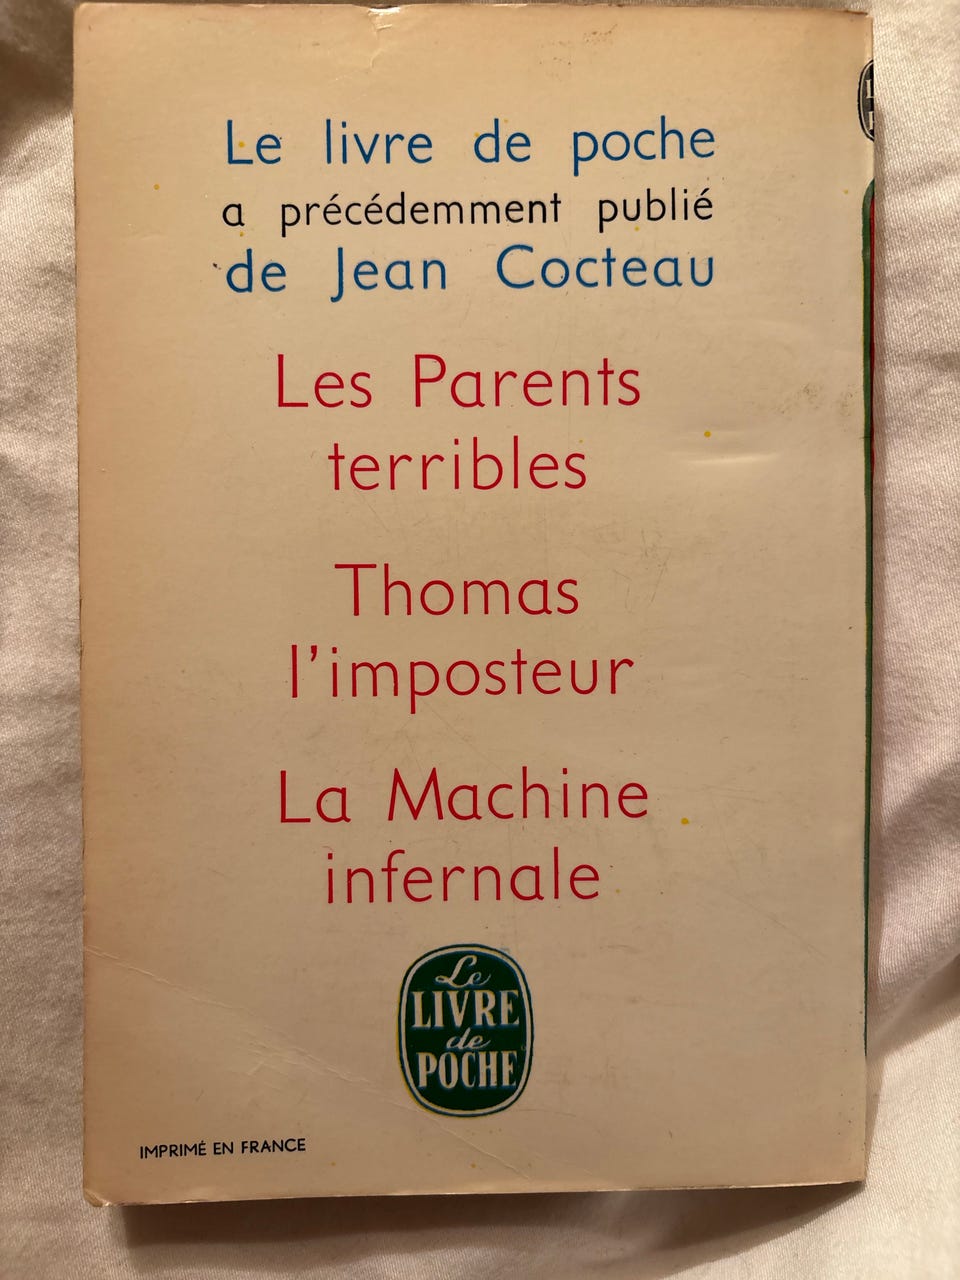 Le livre de poche
a précédemment publié
de Jean Cocteau
Les Parents
terribles
Thomas
l'imposteur
La Machine
infernale
Le
LIVRE
de
POCHE
IMPRIMÉ EN FRANCE